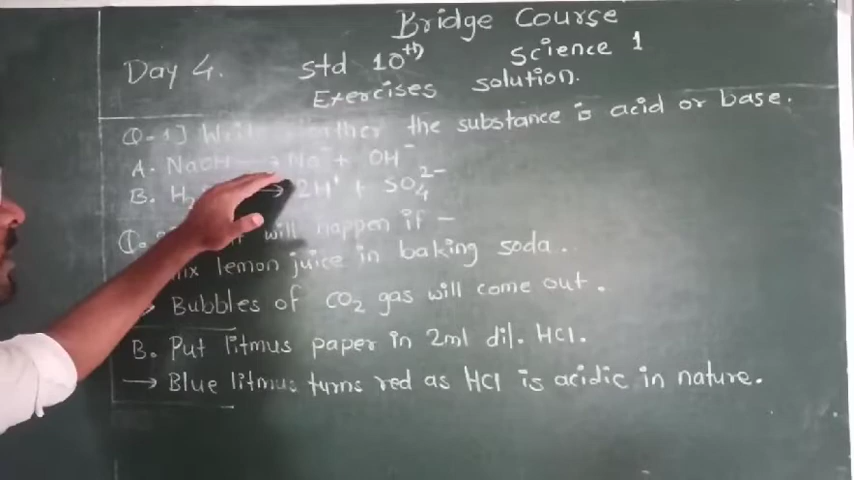 Bridge Course
Day 4. Std 10th Science 1
Exercises solution.
Q-1] the substance is acid or base.
A. NaOH → Na + OH⁻
B. H₂ → 2H⁺ + SO₄²⁻
Q. will happen if -
lemon juice in baking soda..
Bubbles of CO₂ gas will come out.
B. Put litmus paper in 2ml dil. HCl.
→ Blue litmus turns red as HCl is acidic in nature.